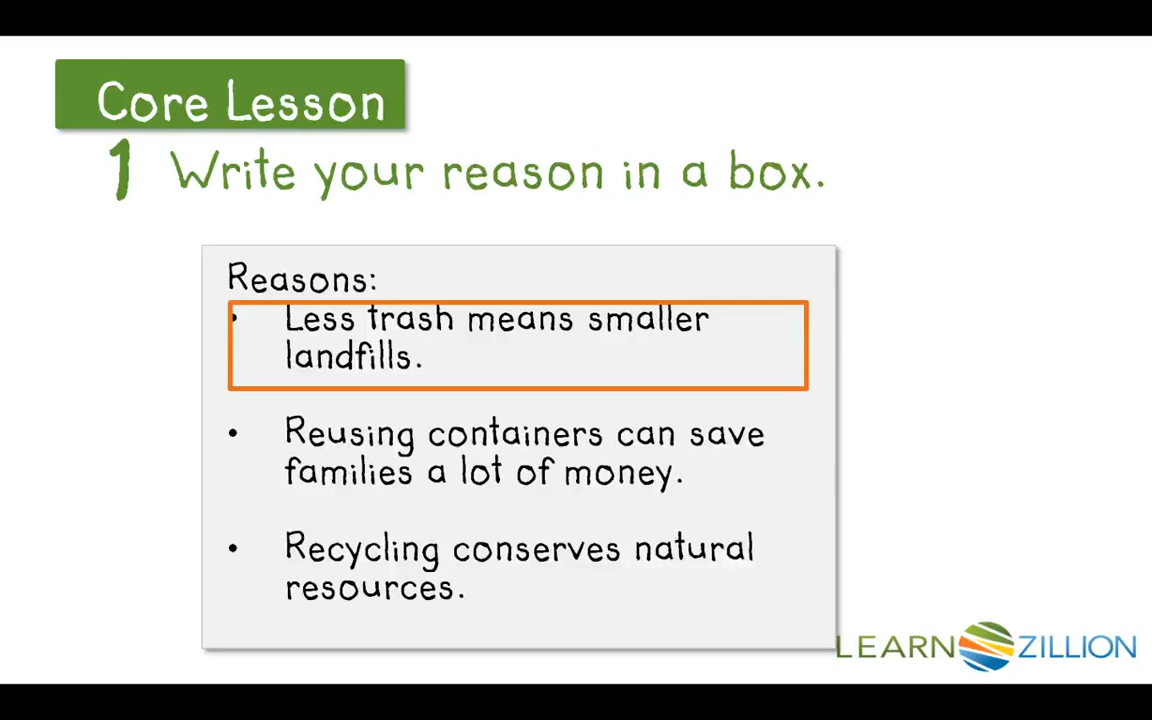 Core Lesson
1 Write your reason in a box.
Reasons:
• Less trash means smaller
landfills.
• Reusing containers can save
families a lot of money.
• Recycling conserves natural
resources.
LEARNZILLION